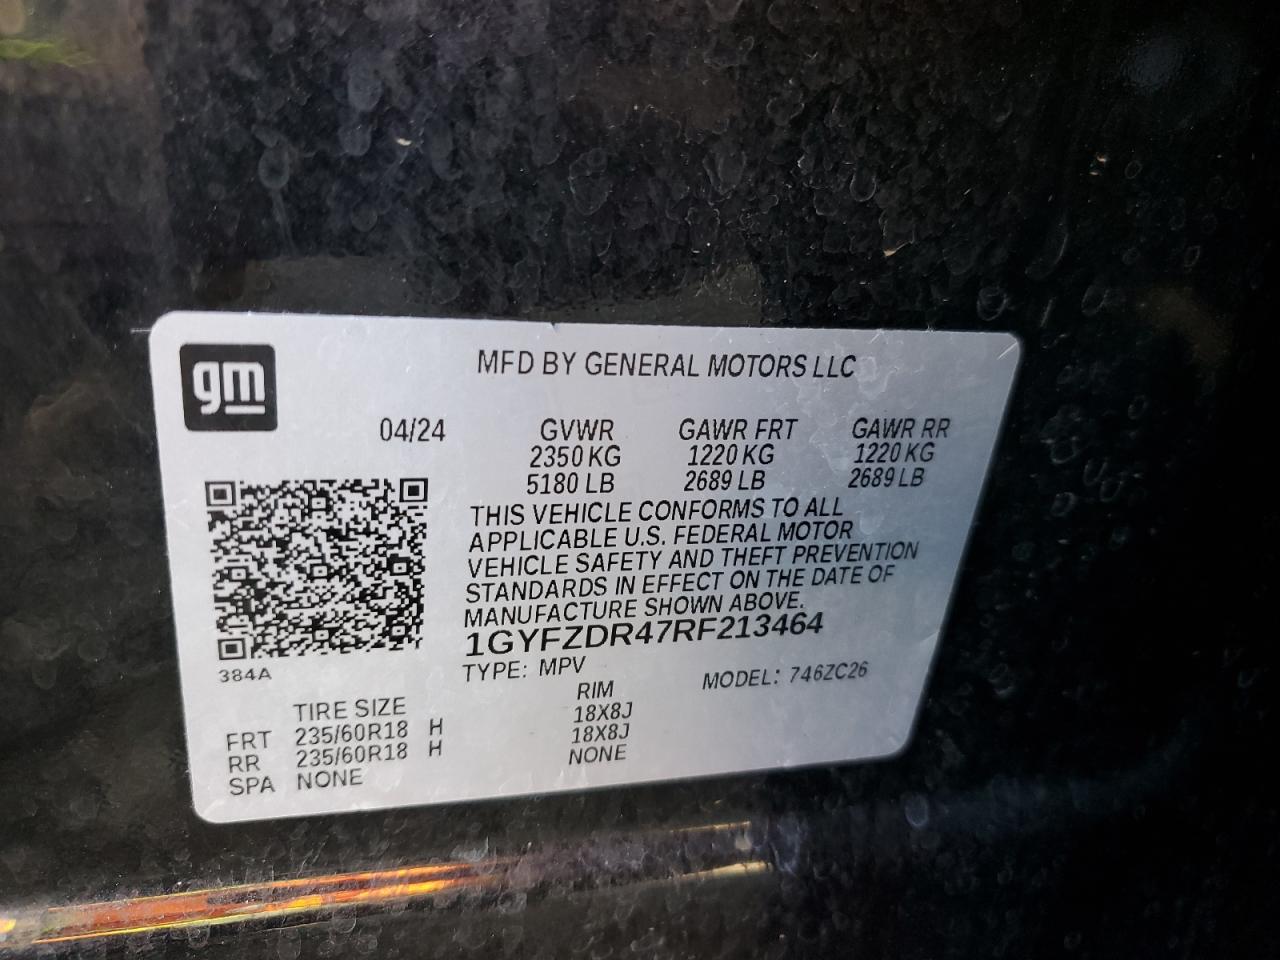 gm
MFD BY GENERAL MOTORS LLC
04/24 GVWR GAWR FRT GAWR RR
2350 KG 1220 KG 1220 KG
5180 LB 2689 LB 2689 LB
THIS VEHICLE CONFORMS TO ALL
APPLICABLE U.S. FEDERAL MOTOR
VEHICLE SAFETY AND THEFT PREVENTION
STANDARDS IN EFFECT ON THE DATE OF
MANUFACTURE SHOWN ABOVE.
1GYFZDR47RF213464
384A
TYPE: MPV MODEL: 746ZC26
TIRE SIZE RIM
FRT 235/60R18 H 18X8J
RR 235/60R18 H 18X8J
SPA NONE NONE